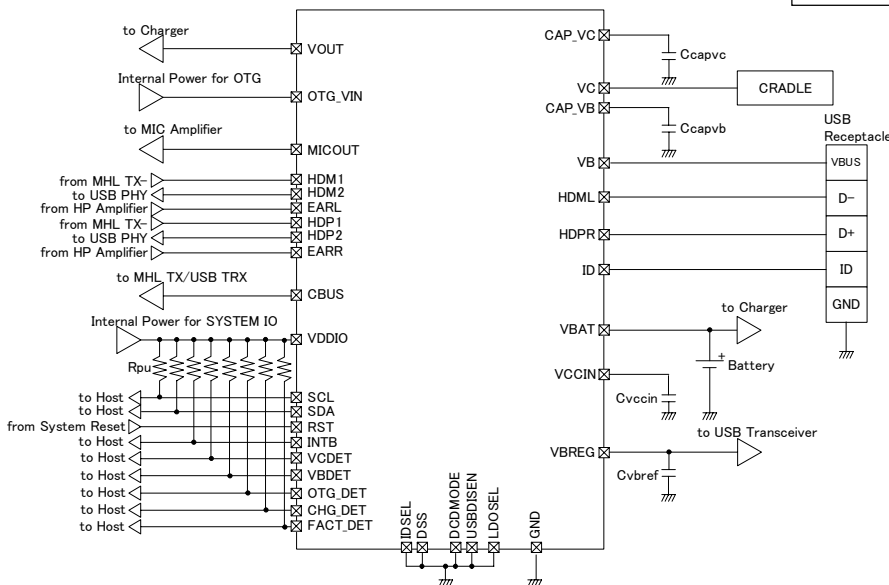 to Charger
VOUT
Internal Power for OTG
OTG_VIN
to MIC Amplifier
MICOUT
from MHL TX-
HDM1
to USB PHY
HDM2
from HP Amplifier
EARL
from MHL TX-
HDP1
to USB PHY
HDP2
from HP Amplifier
EARR
to MHL TX/USB TRX
CBUS
Internal Power for SYSTEM IO
VDDIO
Rpu
to Host
SCL
to Host
SDA
from System Reset
RST
to Host
INTB
to Host
VCDET
to Host
VBDET
to Host
OTG_DET
to Host
CHG_DET
to Host
FACT_DET
IDSEL
DSS
DCDMODE
USBDISEN
LDOSEL
GND
CAP_VC
Ccapvc
VC
CRADLE
CAP_VB
Ccapvb
USB
Receptacle
VB
VBUS
HDML
D-
HDPR
D+
ID
ID
GND
to Charger
VBAT
+
Battery
VCCIN
Cvccin
to USB Transceiver
VBREG
Cvbref